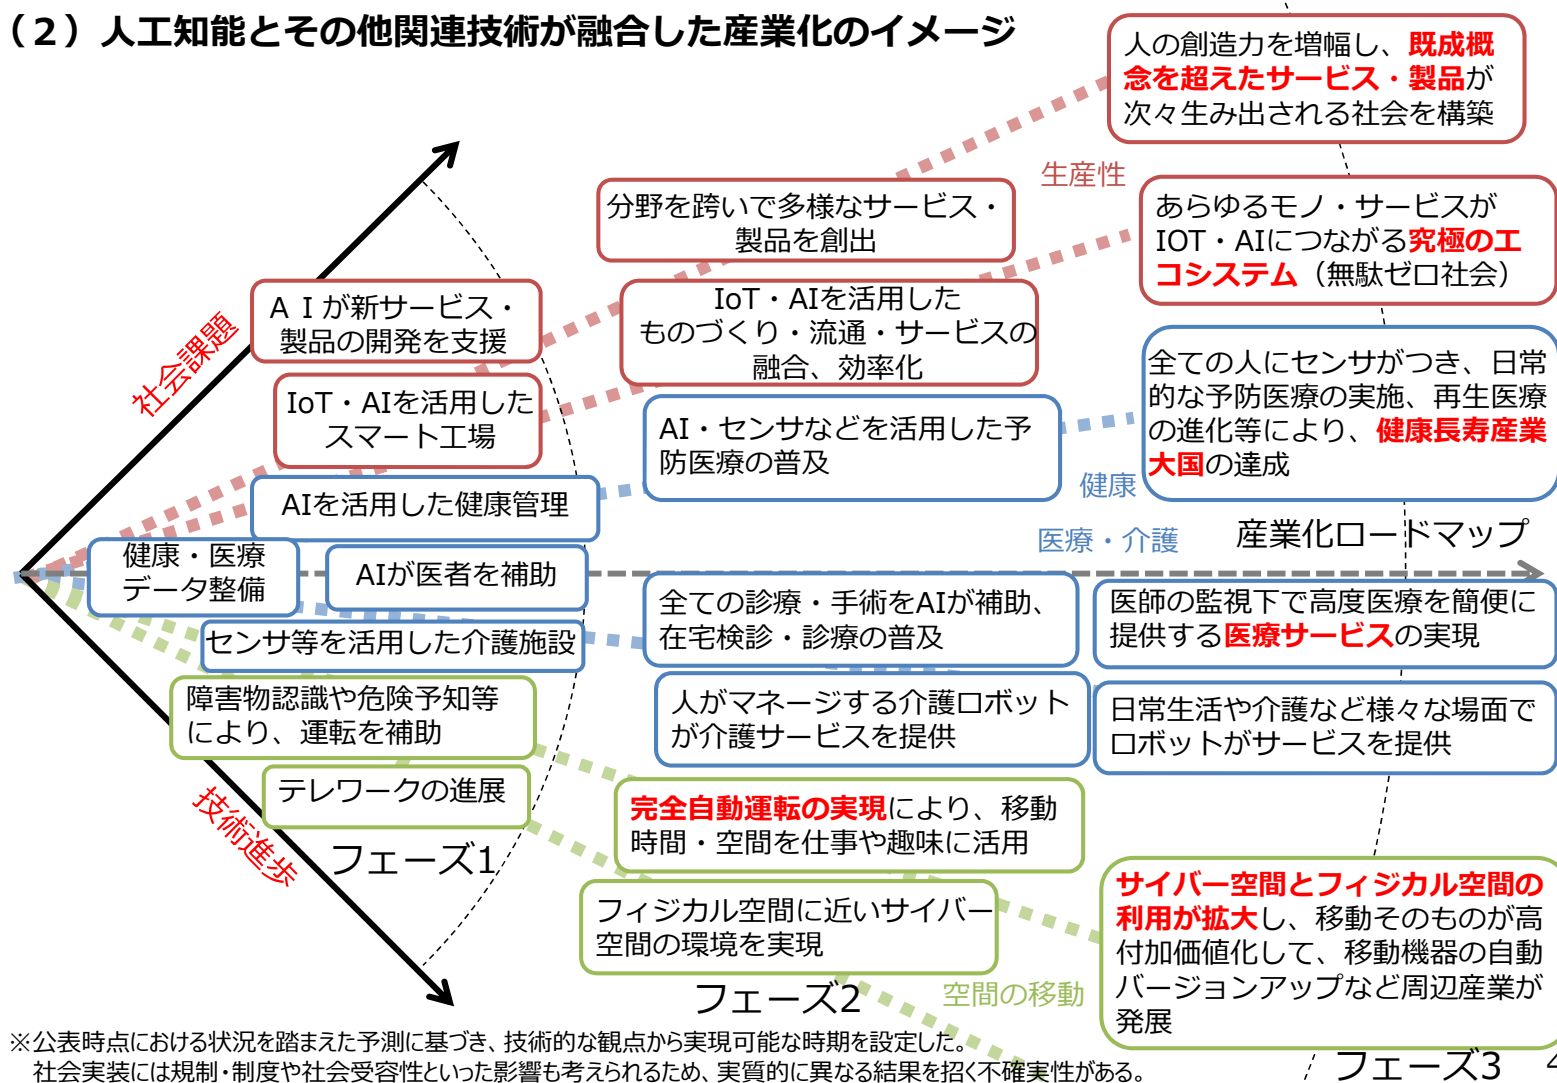 （２）人工知能とその他関連技術が融合した産業化のイメージ
人の創造力を増幅し、既成概
念を超えたサービス・製品が
次々生み出される社会を構築
生産性
分野を跨いで多様なサービス・
製品を創出
あらゆるモノ・サービスが
IOT・AIにつながる究極のエ
コシステム（無駄ゼロ社会）
ＡＩが新サービス・
製品の開発を支援
IoT・AIを活用した
ものづくり・流通・サービスの
融合、効率化
社会課題
IoT・AIを活用した
スマート工場
AI・センサなどを活用した予
防医療の普及
全ての人にセンサがつき、日常
的な予防医療の実施、再生医療
の進化等により、健康長寿産業
大国の達成
健康
AIを活用した健康管理
医療・介護
産業化ロードマップ
健康・医療
データ整備
AIが医者を補助
全ての診療・手術をAIが補助、
在宅検診・診療の普及
医師の監視下で高度医療を簡便に
提供する医療サービスの実現
センサ等を活用した介護施設
人がマネージする介護ロボット
が介護サービスを提供
日常生活や介護など様々な場面で
ロボットがサービスを提供
障害物認識や危険予知等
により、運転を補助
テレワークの進展
技術進歩
フェーズ1
完全自動運転の実現により、移動
時間・空間を仕事や趣味に活用
フィジカル空間に近いサイバー
空間の環境を実現
サイバー空間とフィジカル空間の
利用が拡大し、移動そのものが高
付加価値化して、移動機器の自動
バージョンアップなど周辺産業が
発展
フェーズ2
空間の移動
フェーズ3
※公表時点における状況を踏まえた予測に基づき、技術的な観点から実現可能な時期を設定した。
社会実装には規制・制度や社会受容性といった影響も考えられるため、実質的に異なる結果を招く不確実性がある。
4